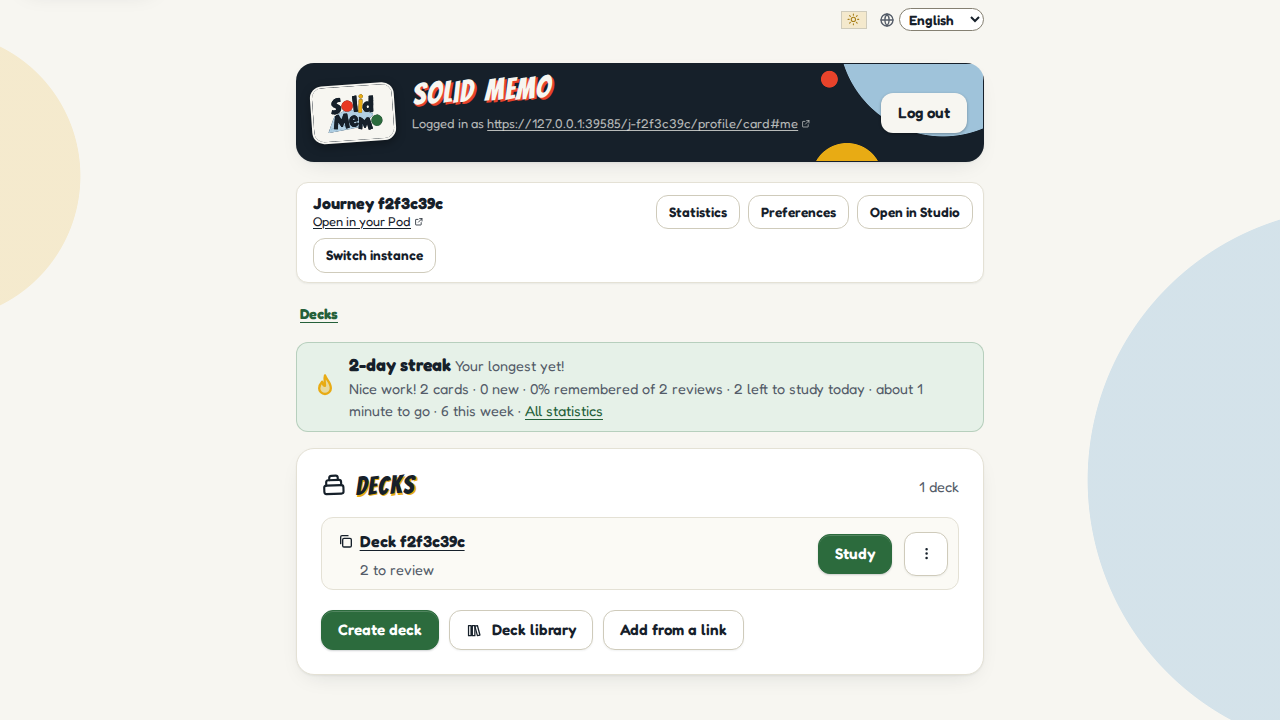 English
Solid Memo
SOLID MEMO
Logged in as https://127.0.0.1:39585/j-f2f3c39c/profile/card#me
Log out
Journey f2f3c39c
Open in your Pod
Statistics
Preferences
Open in Studio
Switch instance
Decks
2-day streak Your longest yet!
Nice work! 2 cards · 0 new · 0% remembered of 2 reviews · 2 left to study today · about 1
minute to go · 6 this week · All statistics
DECKS
1 deck
Deck f2f3c39c
2 to review
Study
Create deck
Deck library
Add from a link